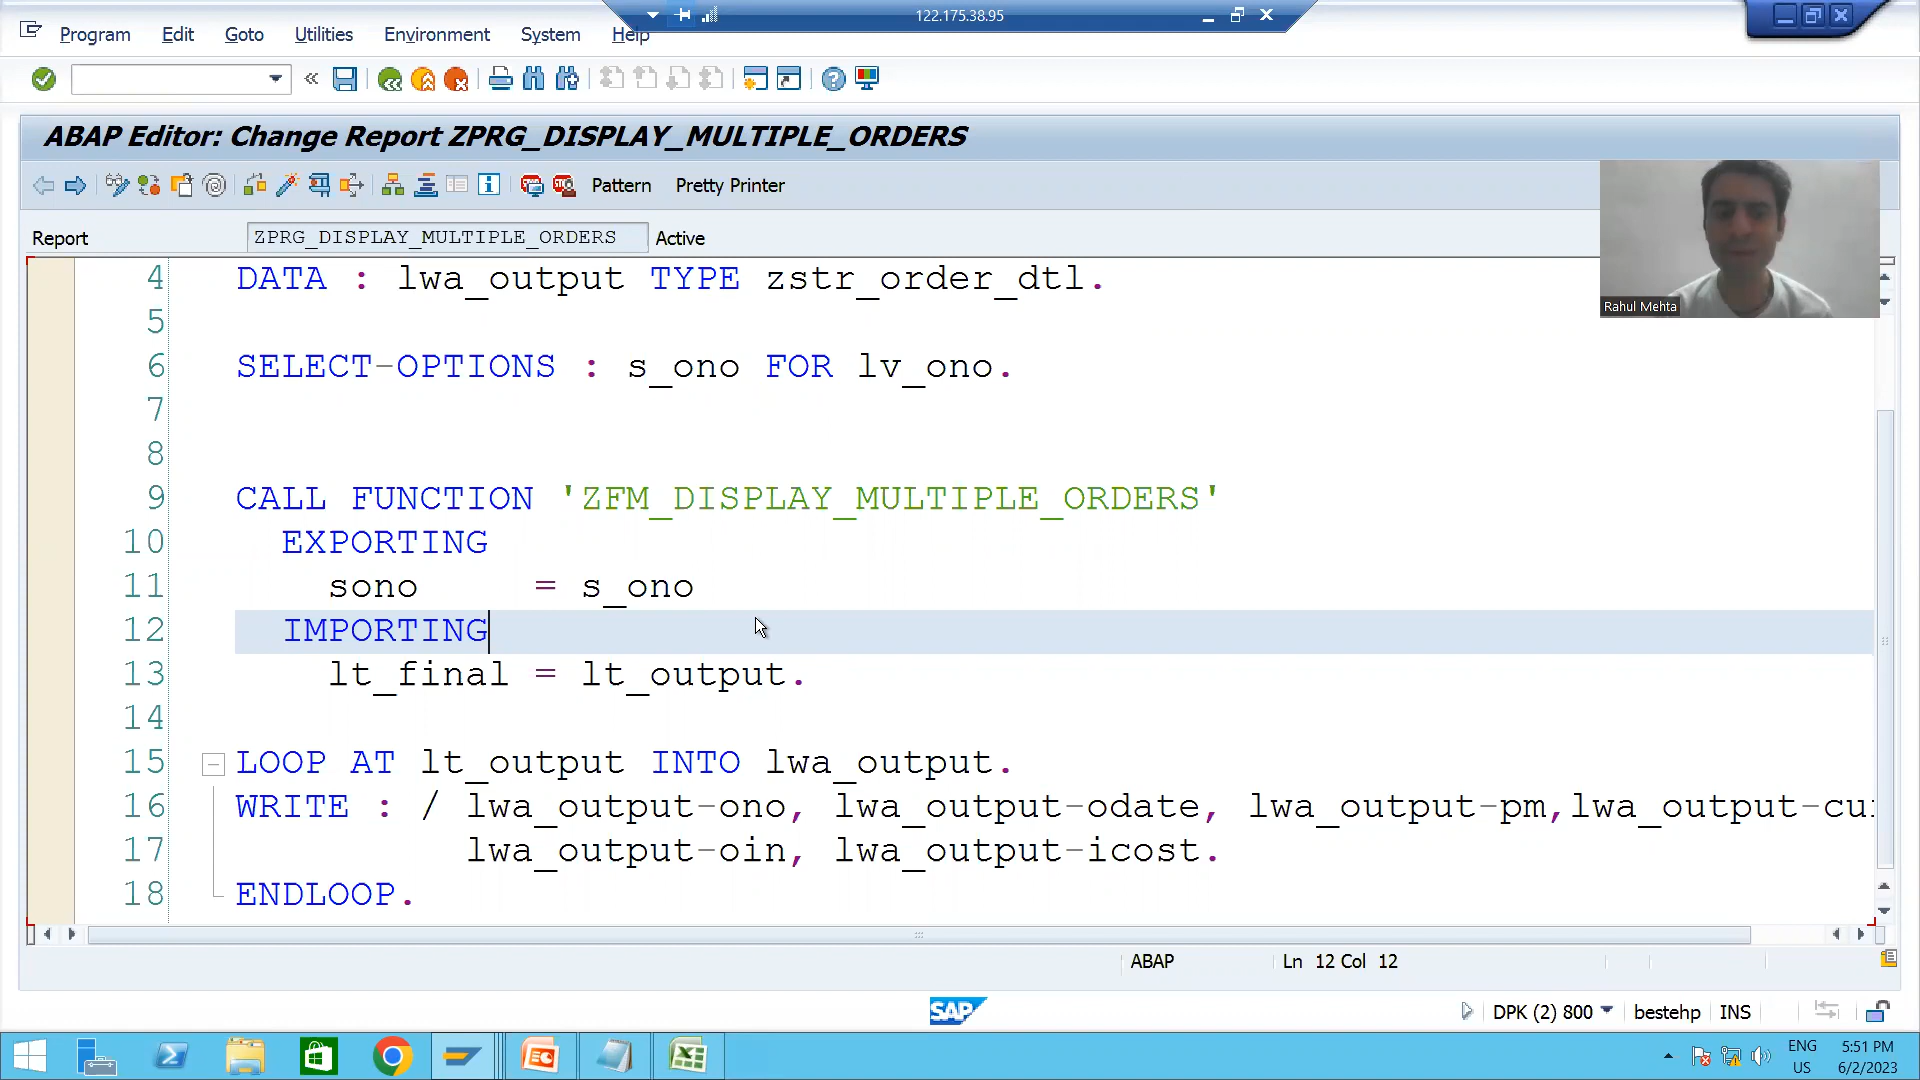 122.175.38.95
Program Edit Goto Utilities Environment System Help
ABAP Editor: Change Report ZPRG_DISPLAY_MULTIPLE_ORDERS
Pattern Pretty Printer
Report ZPRG_DISPLAY_MULTIPLE_ORDERS Active
Rahul Mehta
4 DATA : lwa_output TYPE zstr_order_dtl.
5
6 SELECT-OPTIONS : s_ono FOR lv_ono.
7
8
9 CALL FUNCTION 'ZFM_DISPLAY_MULTIPLE_ORDERS'
10 EXPORTING
11 sono = s_ono
12 IMPORTING
13 lt_final = lt_output.
14
15 LOOP AT lt_output INTO lwa_output.
16 WRITE : / lwa_output-ono, lwa_output-odate, lwa_output-pm,lwa_output-cu
17 lwa_output-oin, lwa_output-icost.
18 ENDLOOP.
ABAP Ln 12 Col 12
SAP DPK (2) 800 bestehp INS
ENG 5:51 PM
US 6/2/2023